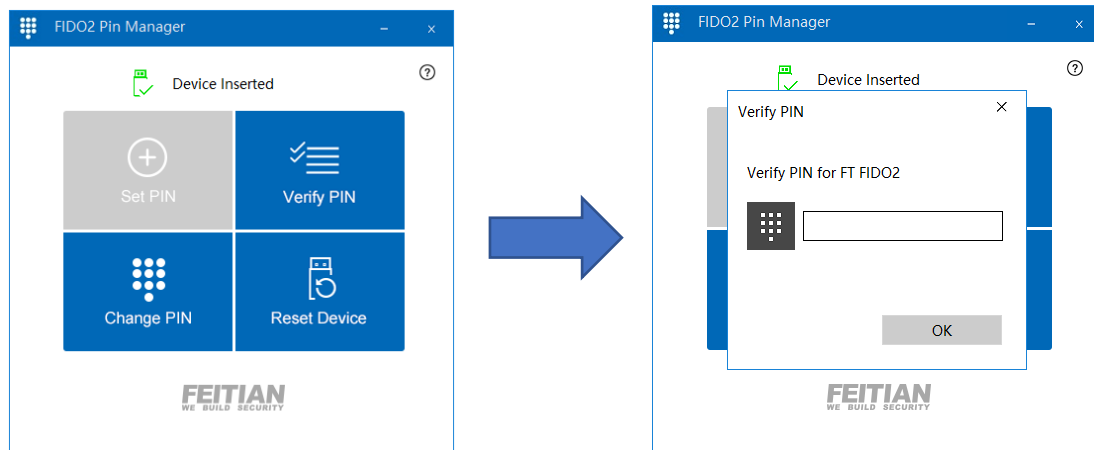 FIDO2 Pin Manager
Device Inserted
Set PIN
Verify PIN
Change PIN
Reset Device
FEITIAN
WE BUILD SECURITY
FIDO2 Pin Manager
Device Inserted
Verify PIN
Verify PIN for FT FIDO2
OK
FEITIAN
WE BUILD SECURITY